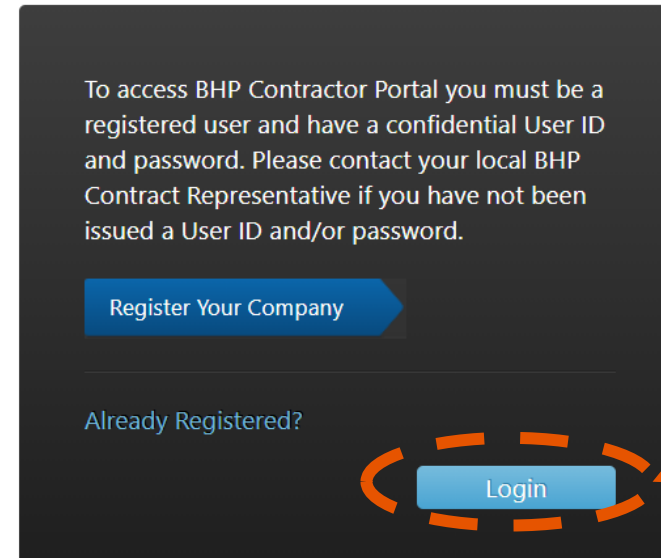 To access BHP Contractor Portal you must be a
registered user and have a confidential User ID
and password. Please contact your local BHP
Contract Representative if you have not been
issued a User ID and/or password.
Register Your Company
Already Registered?
Login